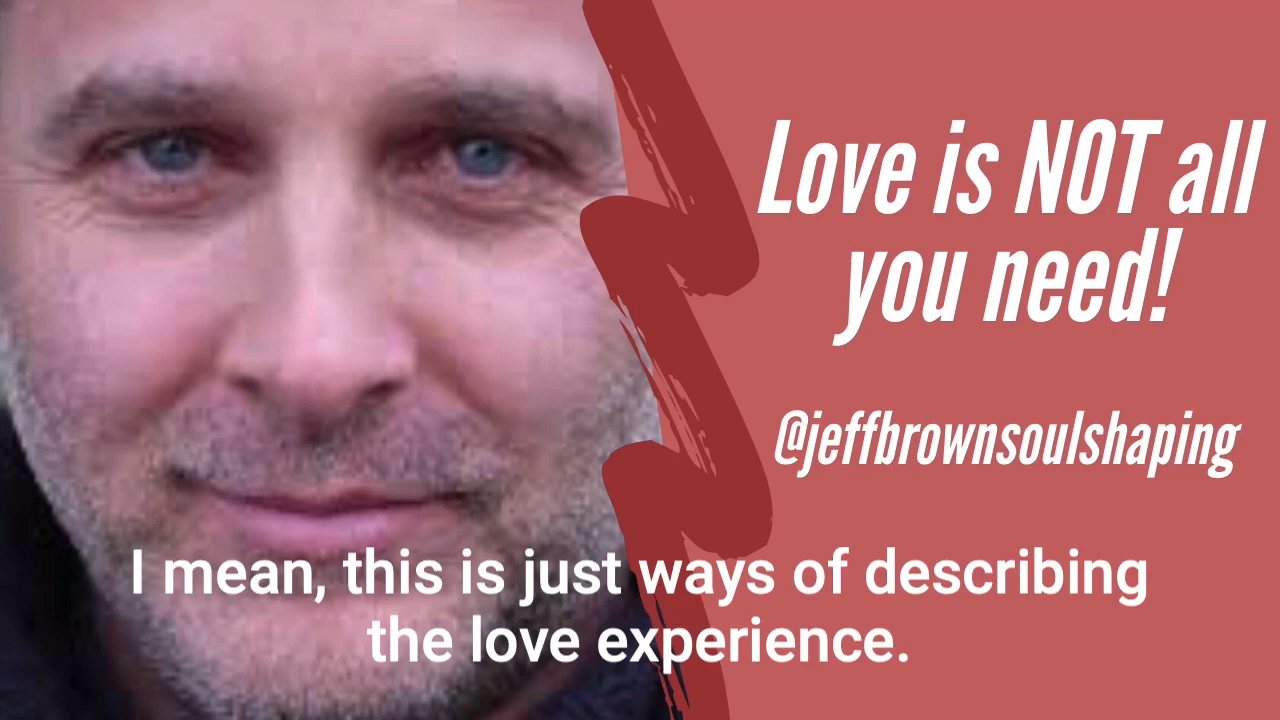 Love is NOT all
you need!
@jeffbrownsoulshaping
I mean, this is just ways of describing
the love experience.